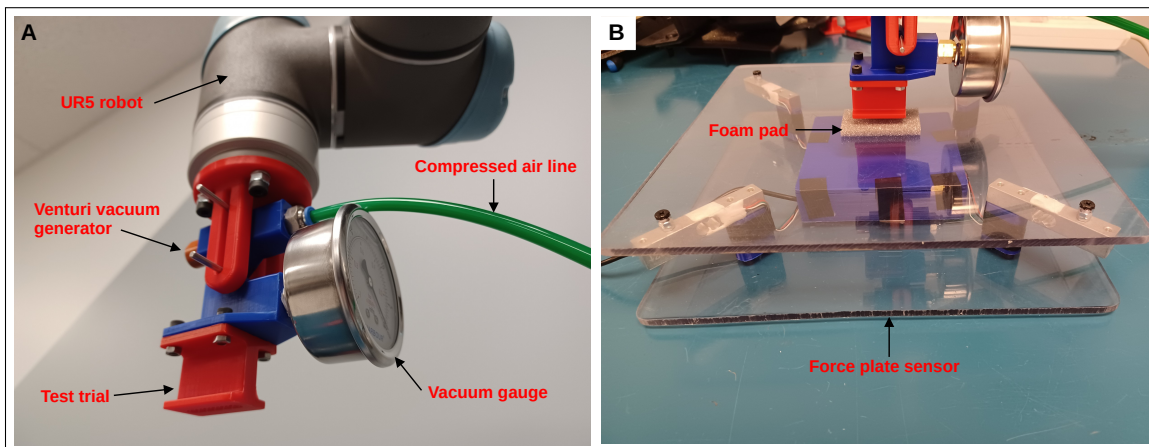 A
UR5 robot
Compressed air line
Venturi vacuum
generator
Test trial
Vacuum gauge
B
Foam pad
Force plate sensor